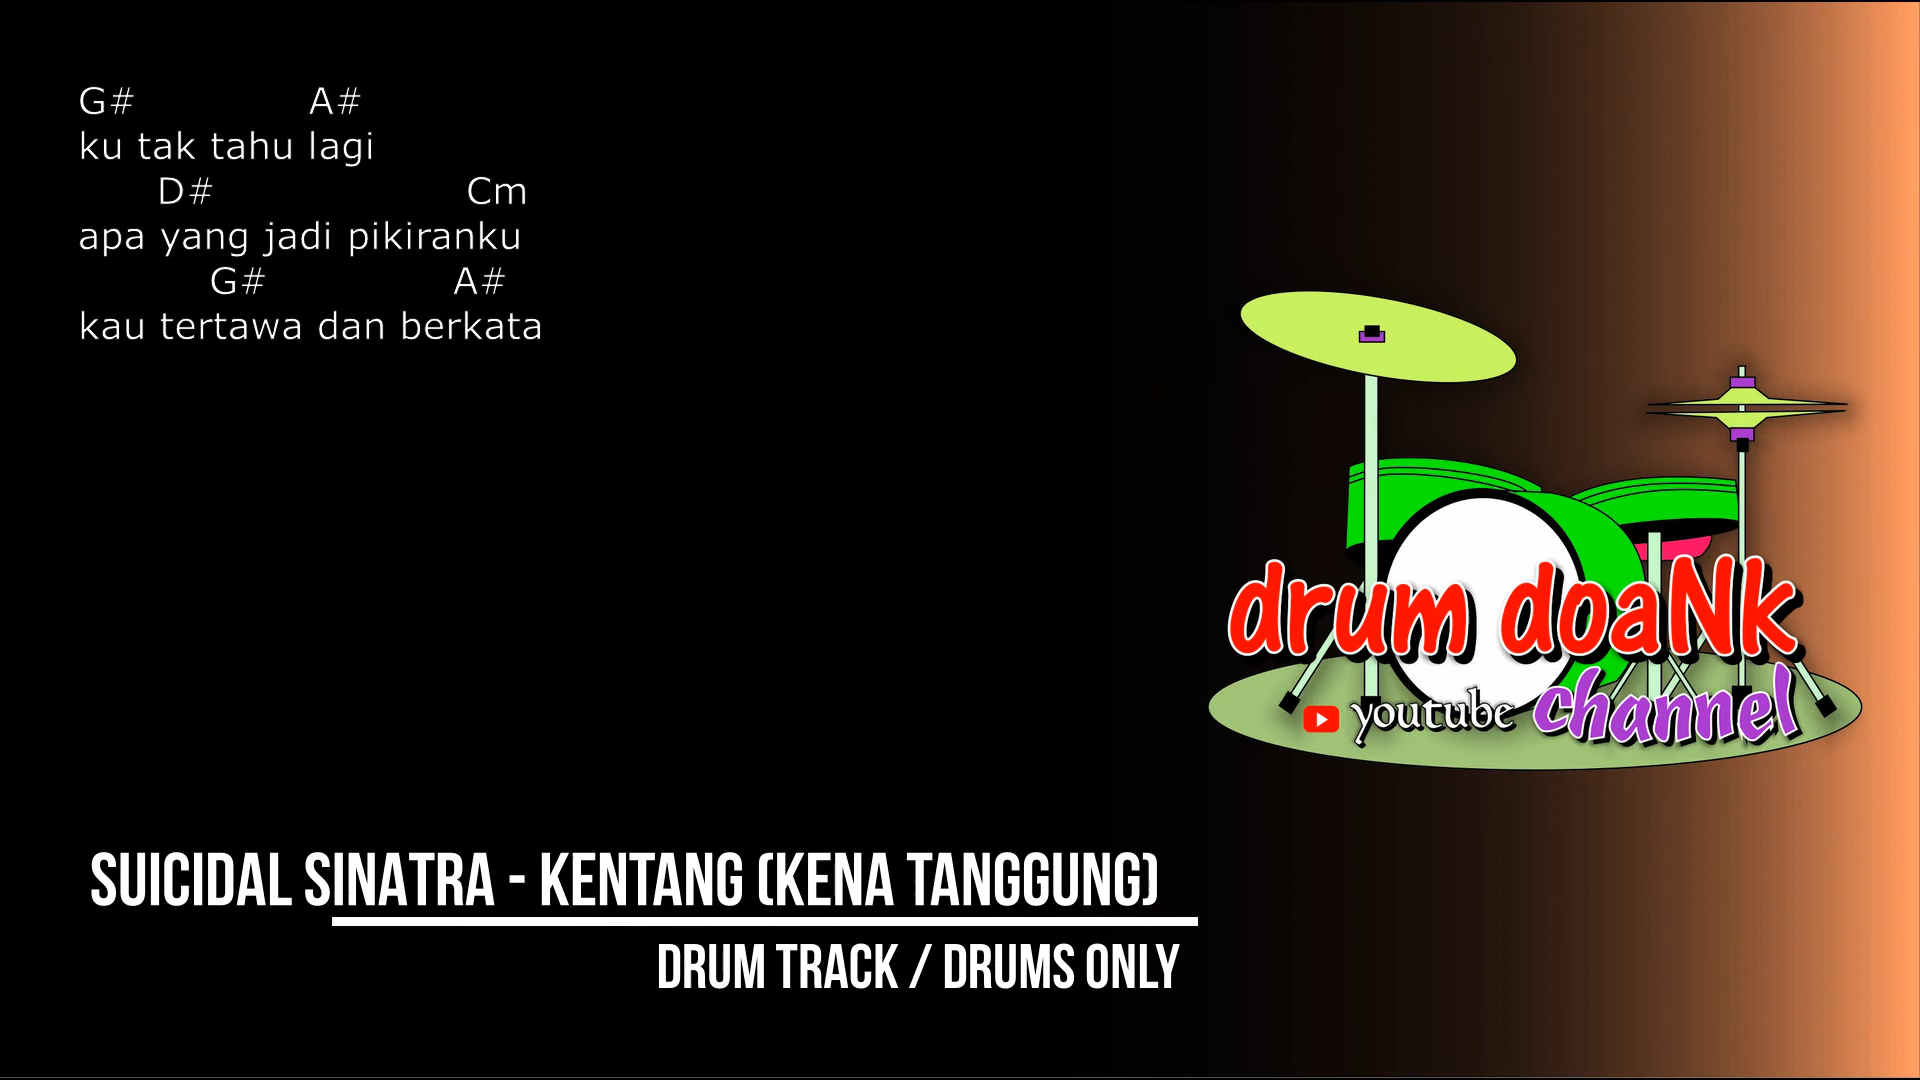 G# A#
ku tak tahu lagi
D# Cm
apa yang jadi pikiranku
G# A#
kau tertawa dan berkata
drum doaNk
youtube channel
SUICIDAL SINATRA - KENTANG (KENA TANGGUNG)
DRUM TRACK / DRUMS ONLY